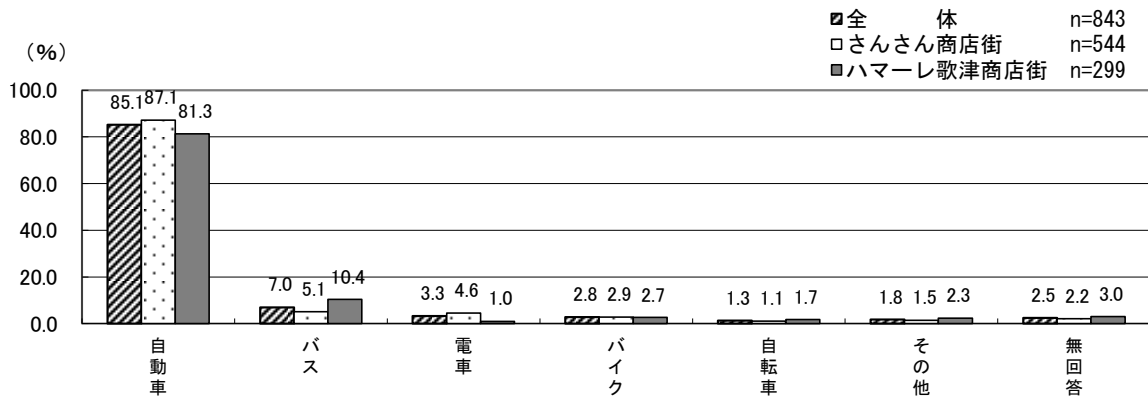 全　　体 n=843
さんさん商店街 n=544
ハマーレ歌津商店街 n=299
（%）
100.0
80.0
60.0
40.0
20.0
0.0
85.1 87.1 81.3
7.0 5.1 10.4
3.3 4.6 1.0
2.8 2.9 2.7
1.3 1.1 1.7
1.8 1.5 2.3
2.5 2.2 3.0
自動車
バス
電車
バイク
自転車
その他
無回答